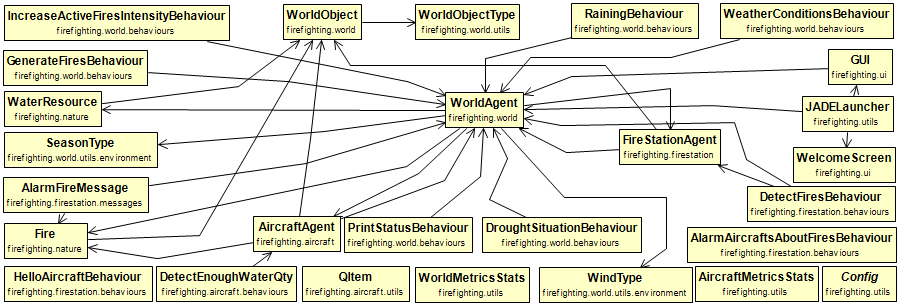 IncreaseActiveFiresIntensityBehaviour
firefighting.world.behaviours
WorldObject
firefighting.world
WorldObjectType
firefighting.world.utils
RainingBehaviour
firefighting.world.behaviours
WeatherConditionsBehaviour
firefighting.world.behaviours
GenerateFiresBehaviour
firefighting.world.behaviours
GUI
firefighting.ui
WaterResource
firefighting.nature
WorldAgent
firefighting.world
JADELauncher
firefighting.utils
SeasonType
firefighting.world.utils.environment
FireStationAgent
firefighting.firestation
WelcomeScreen
firefighting.ui
AlarmFireMessage
firefighting.firestation.messages
DetectFiresBehaviour
firefighting.firestation.behaviours
Fire
firefighting.nature
AircraftAgent
firefighting.aircraft
PrintStatusBehaviour
firefighting.world.behaviours
DroughtSituationBehaviour
firefighting.world.behaviours
AlarmAircraftsAboutFiresBehaviour
firefighting.firestation.behaviours
HelloAircraftBehaviour
firefighting.firestation.behaviours
DetectEnoughWaterQty
firefighting.aircraft.behaviours
QItem
firefighting.aircraft.utils
WorldMetricsStats
firefighting.utils
WindType
firefighting.world.utils.environment
AircraftMetricsStats
firefighting.utils
Config
firefighting.utils